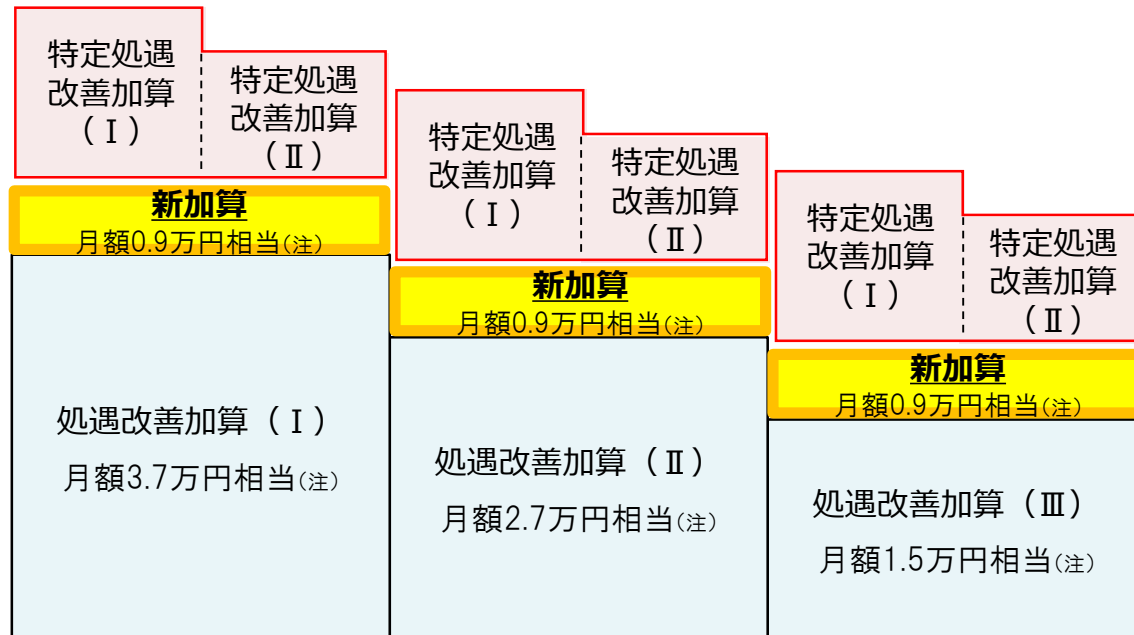 特定処遇
改善加算
（Ⅰ）
特定処遇
改善加算
（Ⅱ）
新加算
月額0.9万円相当(注)
処遇改善加算（Ⅰ）
月額3.7万円相当(注)
特定処遇
改善加算
（Ⅰ）
特定処遇
改善加算
（Ⅱ）
新加算
月額0.9万円相当(注)
処遇改善加算（Ⅱ）
月額2.7万円相当(注)
特定処遇
改善加算
（Ⅰ）
特定処遇
改善加算
（Ⅱ）
新加算
月額0.9万円相当(注)
処遇改善加算（Ⅲ）
月額1.5万円相当(注)